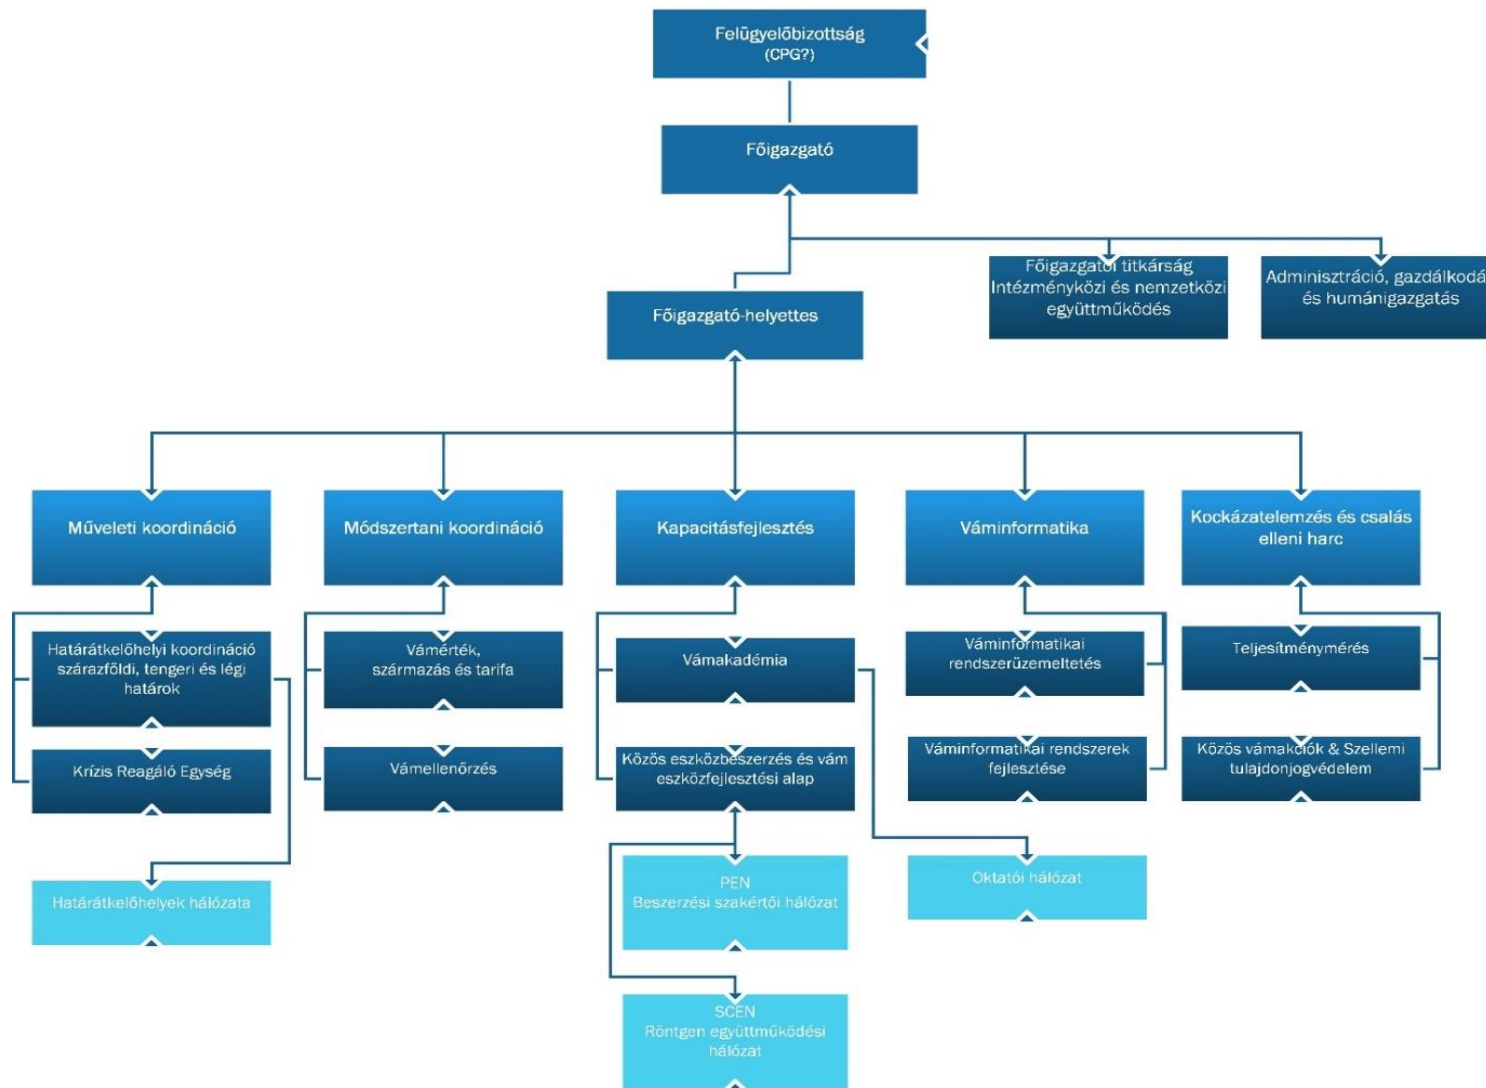 Felügyelőbizottság
(CPG?)
Főigazgató
Főigazgatói titkárság
Intézményközi és nemzetközi
együttműködés
Adminisztráció, gazdálkodá
és humánigazgatás
Főigazgató-helyettes
Műveleti koordináció
Módszertani koordináció
Kapacitásfejlesztés
Váminformatika
Kockázatelemzés és csalás
elleni harc
Határátkelőhelyi koordináció
szárazföldi, tengeri és légi
határok
Vámérték,
származás és tarifa
Vámakadémia
Váminformatikai
rendszerüzemeltetés
Teljesítménymérés
Krízis Reagáló Egység
Vámellenőrzés
Közös eszközbeszerzés és vám
eszközfejlesztési alap
Váminformatikai rendszerek
fejlesztése
Közös vámakciók & Szellemi
tulajdonjogvédelem
Határátkelőhelyek hálózata
PEN
Beszerzési szakértői hálózat
Oktatói hálózat
SCEN
Röntgen együttműködési
hálózat